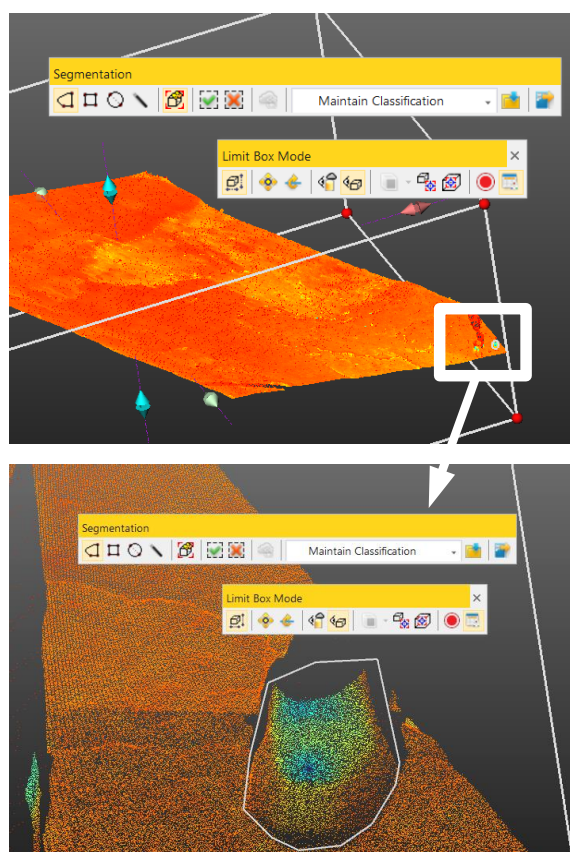 Segmentation
Maintain Classification
Limit Box Mode
Segmentation
Maintain Classification
Limit Box Mode